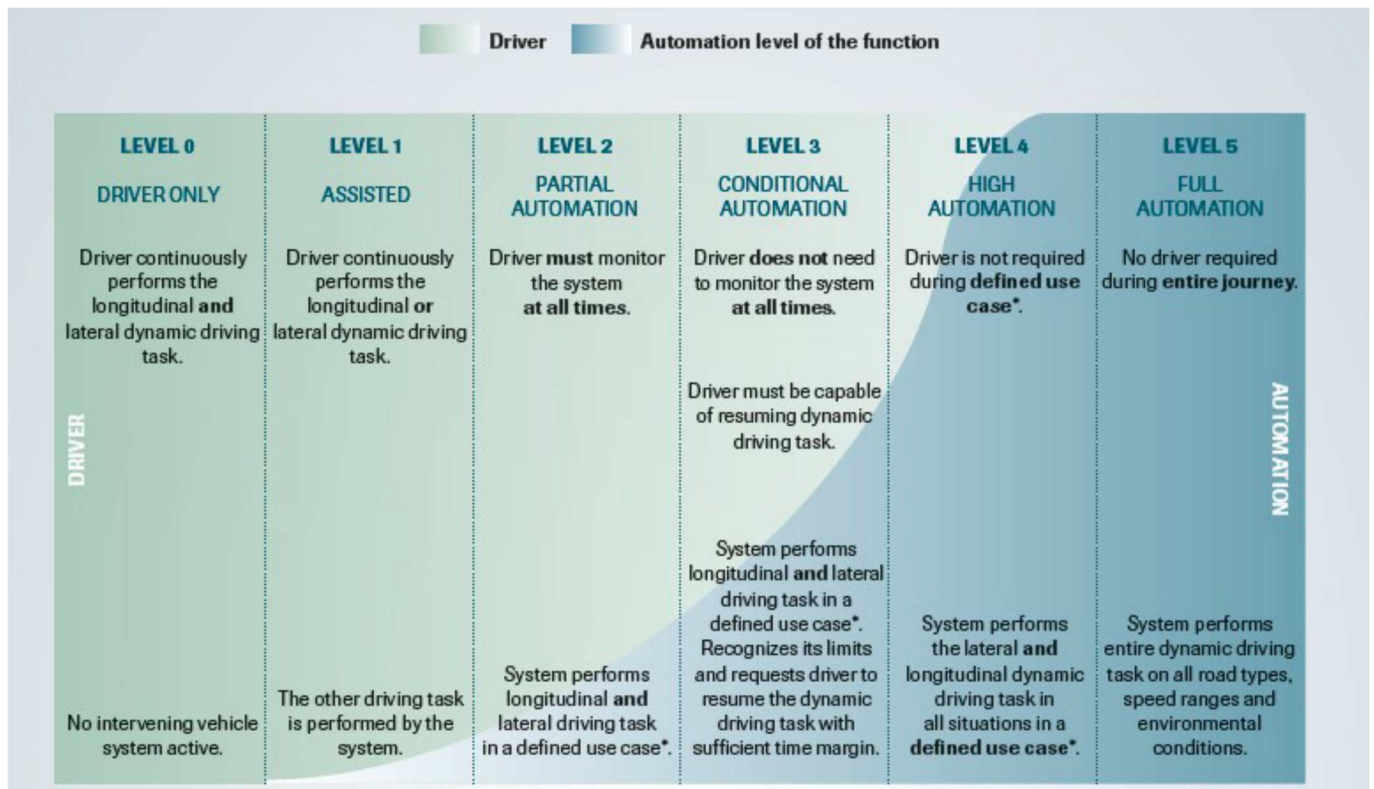 Driver
Automation level of the function
LEVEL 0
DRIVER ONLY
Driver continuously
performs the
longitudinal and
lateral dynamic driving
task.
No intervening vehicle
system active.
LEVEL 1
ASSISTED
Driver continuously
performs the
longitudinal or
lateral dynamic driving
task.
The other driving task
is performed by the
system.
LEVEL 2
PARTIAL
AUTOMATION
Driver must monitor
the system
at all times.
System performs
longitudinal and
lateral driving task
in a defined use case*.
LEVEL 3
CONDITIONAL
AUTOMATION
Driver does not need
to monitor the system
at all times.
Driver must be capable
of resuming dynamic
driving task.
System performs
longitudinal and lateral
driving task in a
defined use case*.
Recognizes its limits
and requests driver to
resume the dynamic
driving task with
sufficient time margin.
LEVEL 4
HIGH
AUTOMATION
Driver is not required
during defined use
case*.
System performs
the lateral and
longitudinal dynamic
driving task in
all situations in a
defined use case*.
LEVEL 5
FULL
AUTOMATION
No driver required
during entire journey.
System performs
entire dynamic driving
task on all road types,
speed ranges and
environmental
conditions.
DRIVER
AUTOMATION